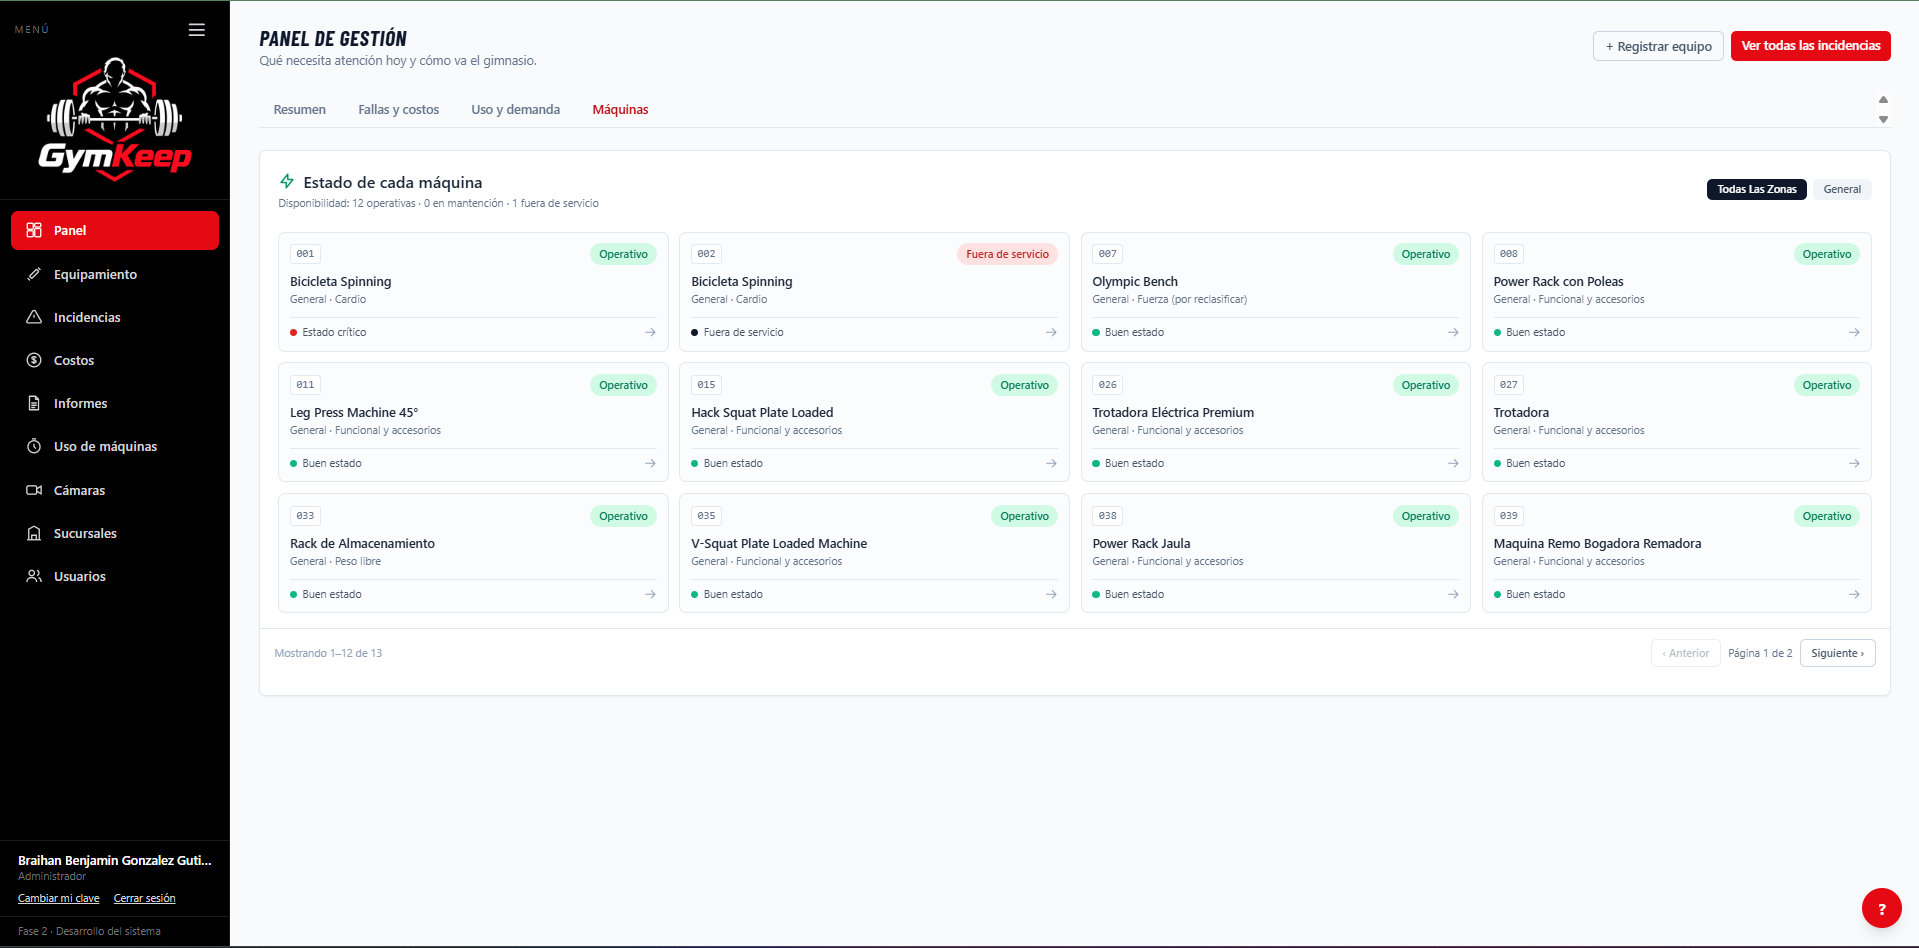 MENÚ
GymKeep
Panel
Equipamiento
Incidencias
Costos
Informes
Uso de máquinas
Cámaras
Sucursales
Usuarios
Braihan Benjamin Gonzalez Guti...
Administrador
Cambiar mi clave Cerrar sesión
Fase 2 · Desarrollo del sistema
PANEL DE GESTIÓN
Qué necesita atención hoy y cómo va el gimnasio.
+ Registrar equipo Ver todas las incidencias
Resumen Fallas y costos Uso y demanda Máquinas
Estado de cada máquina
Disponibilidad: 12 operativas · 0 en mantención · 1 fuera de servicio
Todas Las Zonas General
001 Operativo
Bicicleta Spinning
General · Cardio
Estado crítico →
002 Fuera de servicio
Bicicleta Spinning
General · Cardio
Fuera de servicio →
007 Operativo
Olympic Bench
General · Fuerza (por reclasificar)
Buen estado →
008 Operativo
Power Rack con Poleas
General · Funcional y accesorios
Buen estado →
011 Operativo
Leg Press Machine 45°
General · Funcional y accesorios
Buen estado →
015 Operativo
Hack Squat Plate Loaded
General · Funcional y accesorios
Buen estado →
026 Operativo
Trotadora Eléctrica Premium
General · Funcional y accesorios
Buen estado →
027 Operativo
Trotadora
General · Funcional y accesorios
Buen estado →
033 Operativo
Rack de Almacenamiento
General · Peso libre
Buen estado →
035 Operativo
V-Squat Plate Loaded Machine
General · Funcional y accesorios
Buen estado →
038 Operativo
Power Rack Jaula
General · Funcional y accesorios
Buen estado →
039 Operativo
Maquina Remo Bogadora Remadora
General · Funcional y accesorios
Buen estado →
Mostrando 1–12 de 13
‹ Anterior Página 1 de 2 Siguiente ›
?